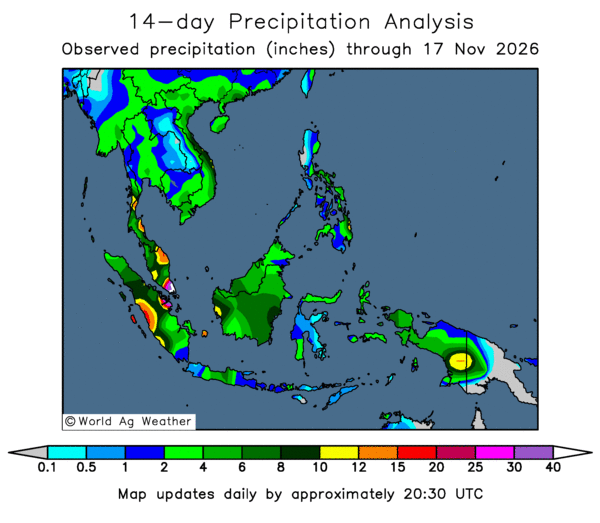 14-day Precipitation Analysis
Observed precipitation (inches) through 17 Nov 2026
©World Ag Weather
0.1 0.5 1 2 4 6 8 10 12 15 20 25 30 40
Map updates daily by approximately 20:30 UTC